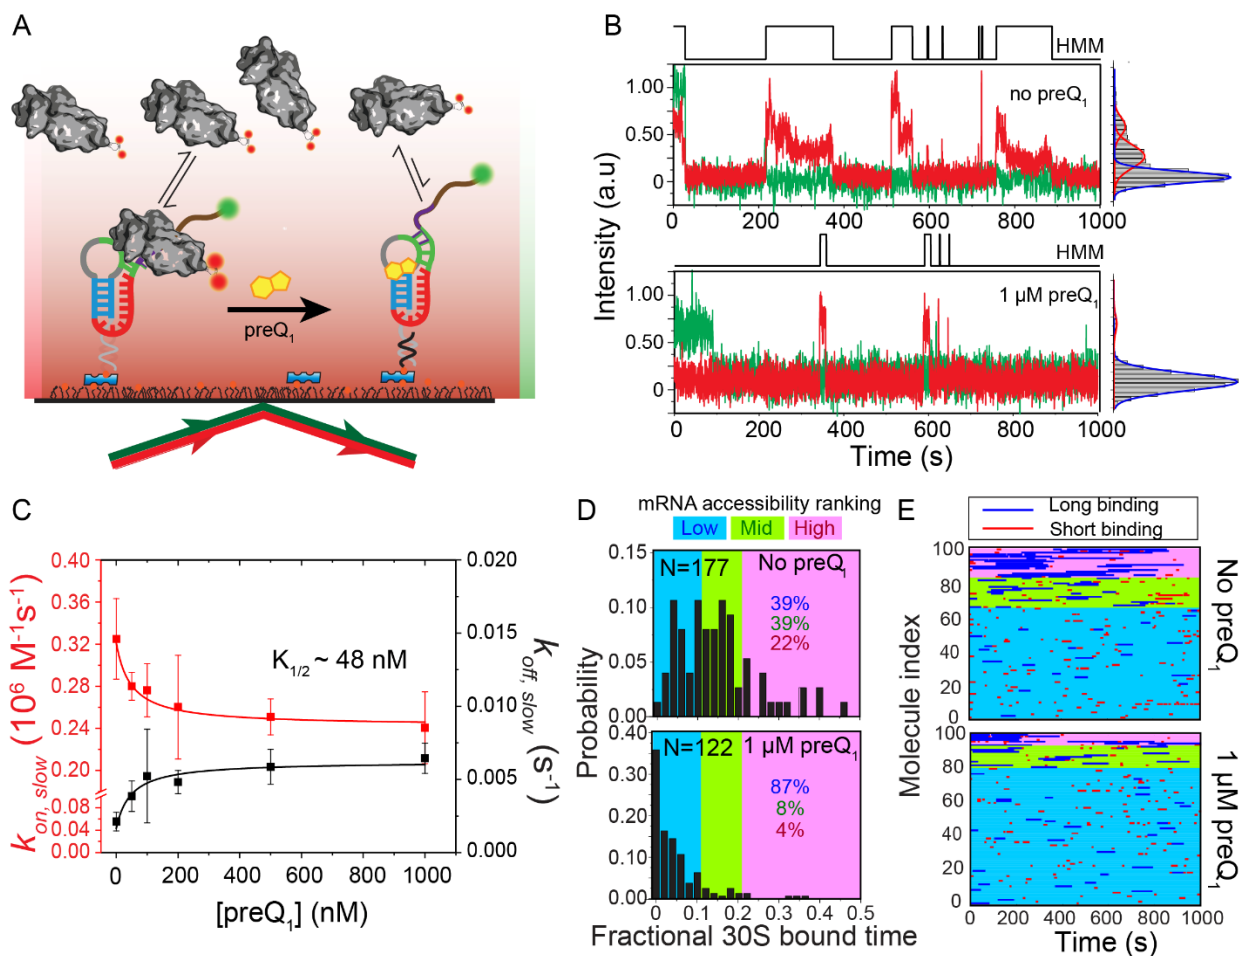 A
preQ1
B
HMM
no preQ1
1.00
0.50
0
0
200
400
600
800
1000
HMM
1 µM preQ1
1.00
0.50
0
0
200
400
600
800
1000
Intensity (a.u)
Time (s)
C
0.40
0.36
0.32
0.28
0.24
0.20
0.08
0.04
0.00
kon, slow (10⁶ M⁻¹s⁻¹)
K1/2 ~ 48 nM
0.020
0.015
0.010
0.005
0.000
koff, slow (s⁻¹)
0
200
400
600
800
1000
[preQ1] (nM)
D
mRNA accessibility ranking
Low Mid High
0.15
0.10
0.05
0.00
N=177 No preQ1
39%
39%
22%
0.40
0.30
0.20
0.10
0.00
N=122 1 µM preQ1
87%
8%
4%
Probability
0 0.1 0.2 0.3 0.4 0.5
Fractional 30S bound time
E
Long binding
Short binding
100
80
60
40
20
0
No preQ1
100
80
60
40
20
0
1 µM preQ1
Molecule index
0 200 400 600 800 1000
Time (s)